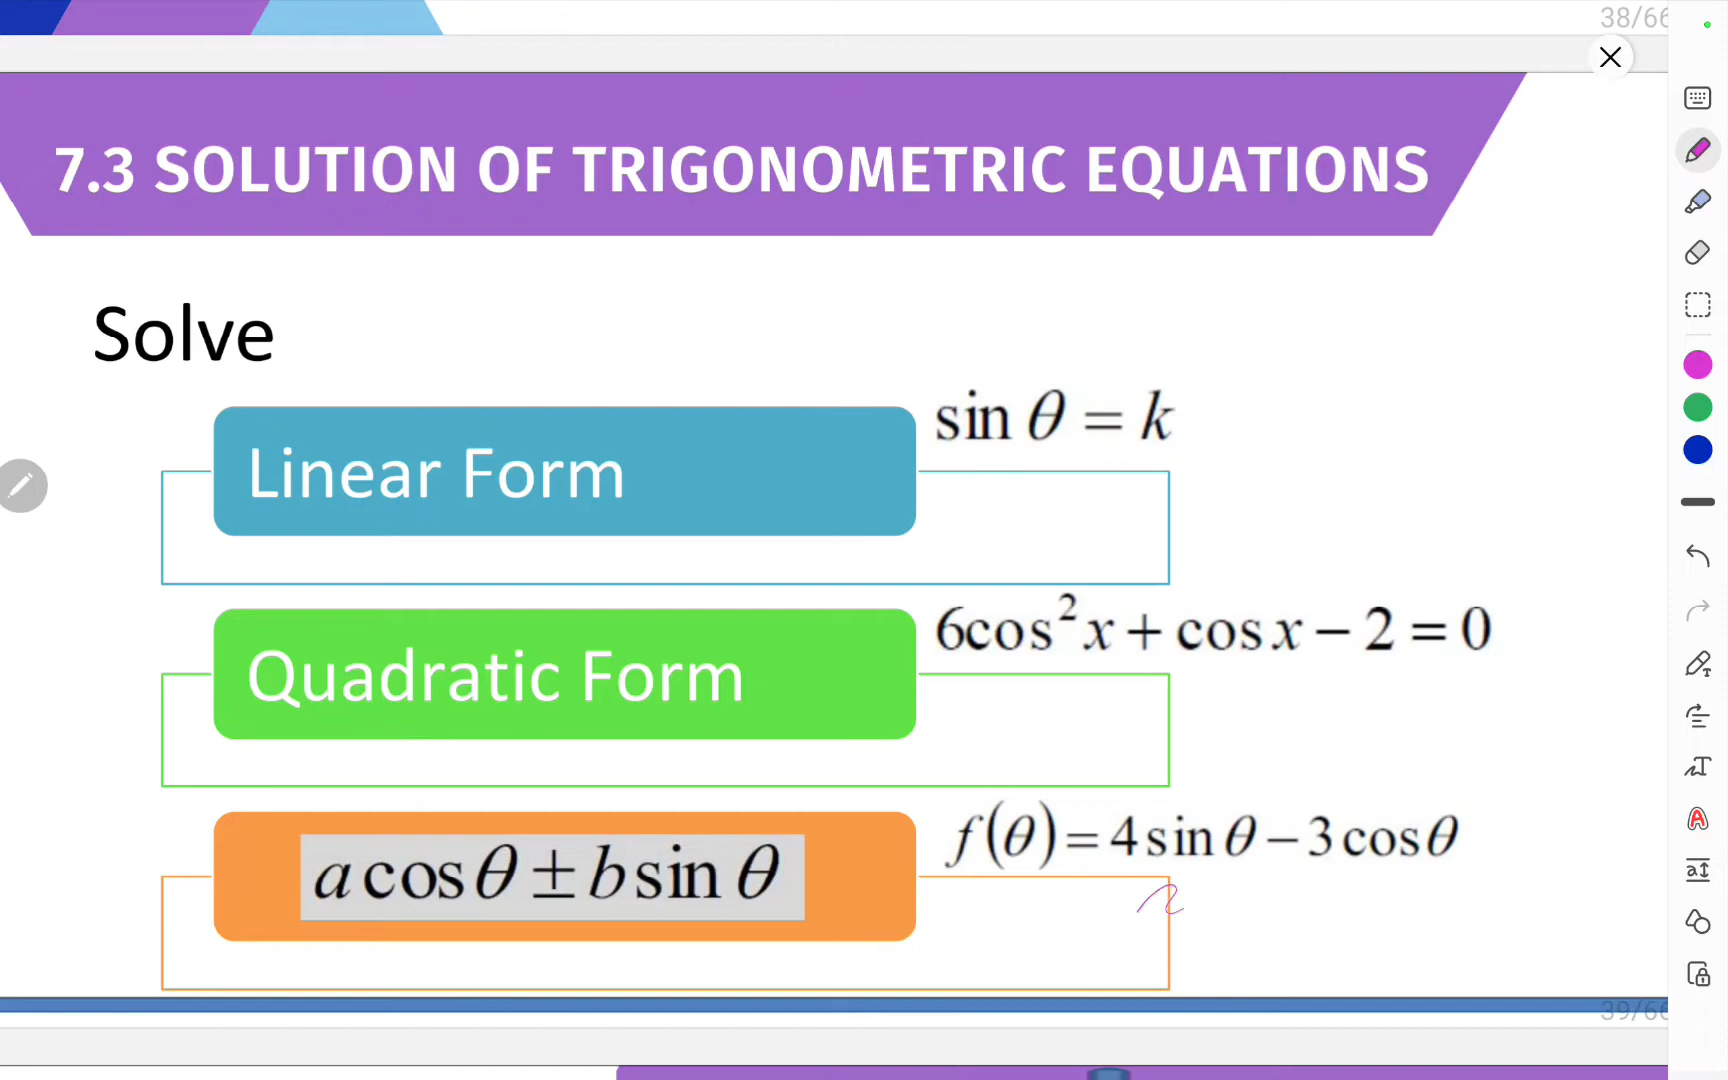 38/66
7.3 SOLUTION OF TRIGONOMETRIC EQUATIONS
Solve
sin θ = k
Linear Form
6cos²x + cos x − 2 = 0
Quadratic Form
f(θ) = 4 sin θ − 3 cos θ
a cos θ ± b sin θ
39/66